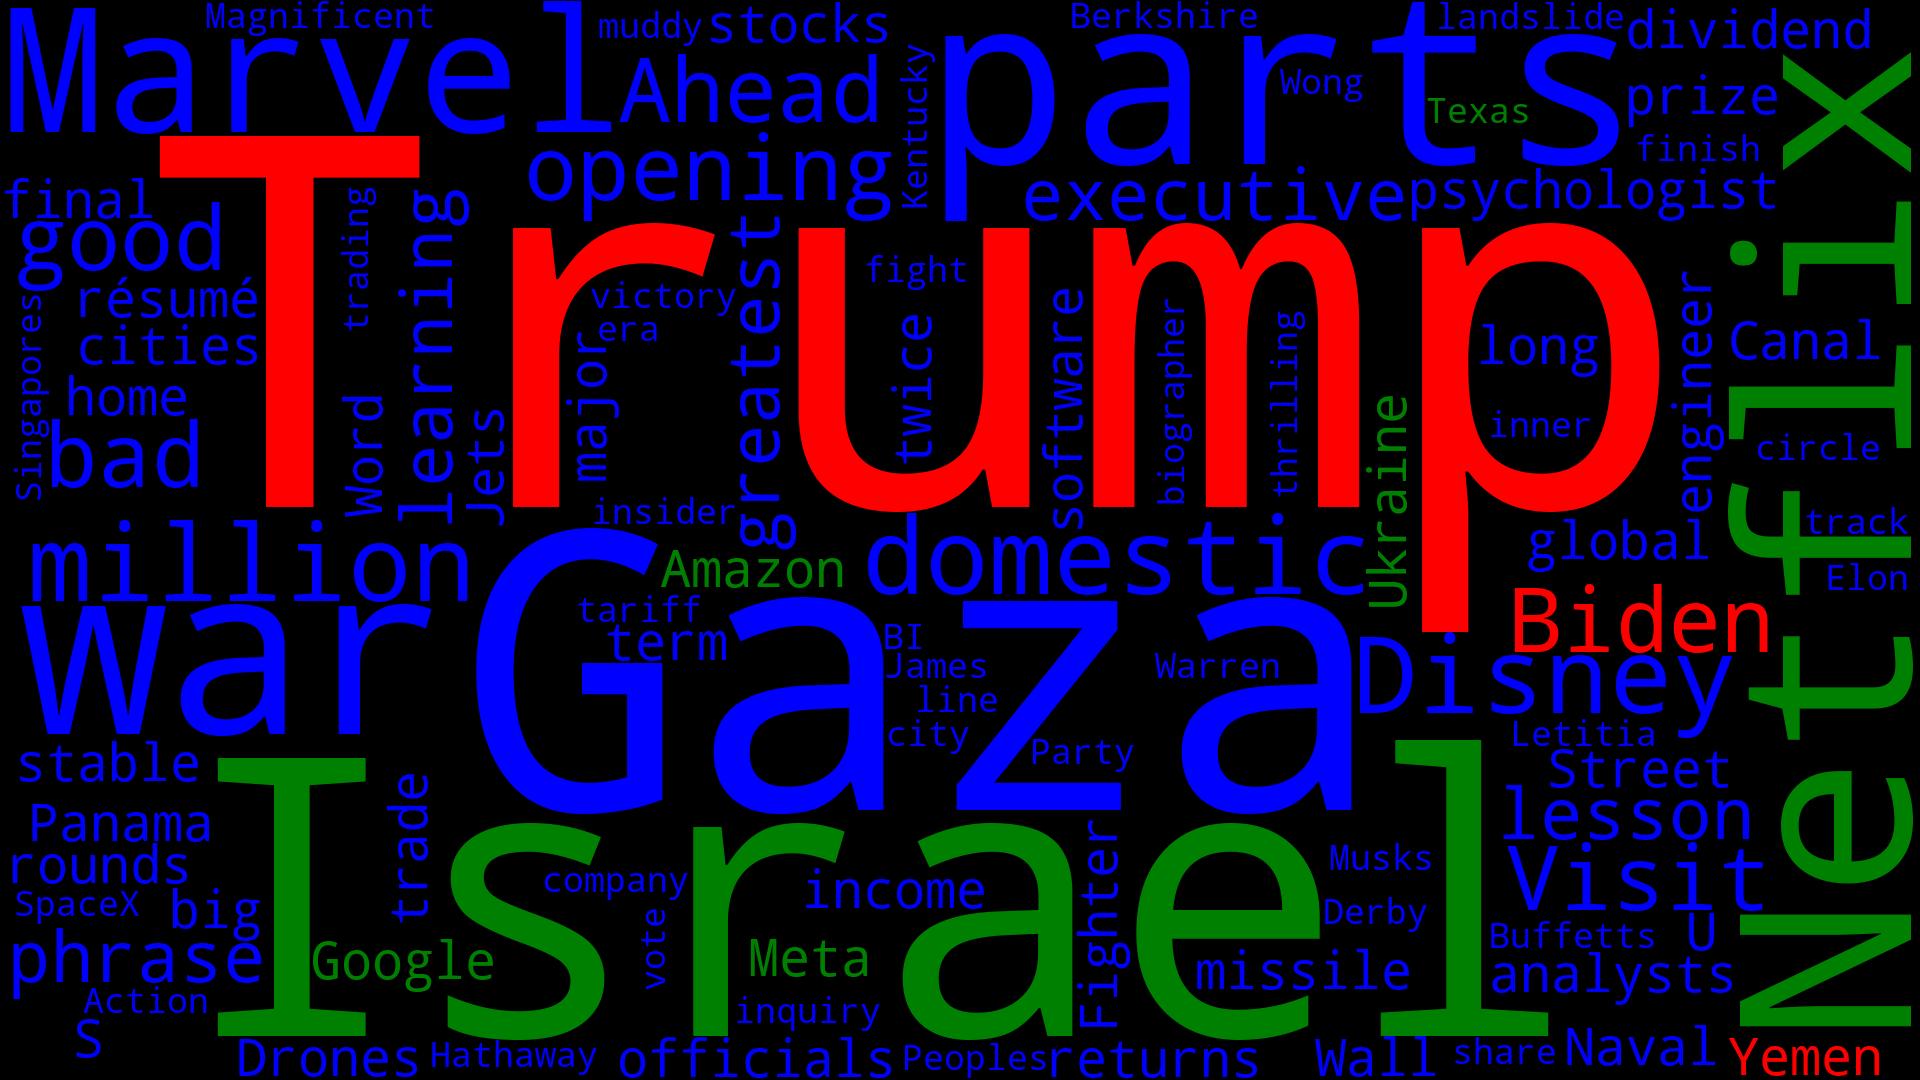 Magnificent
Marvel
muddy
stocks
Berkshire
landslide
dividend
Ahead
parts
Wong
Texas
prize
Kentucky
finish
Netflix
Trump
opening
final
good
trading
learning
executive
psychologist
greatest
fight
résumé
victory
era
cities
Singapores
major
twice
software
biographer
thrilling
long
engineer
Canal
home
Word
Jets
Ukraine
inner
circle
bad
insider
track
million
Gaza
Amazon
domestic
global
Elon
war
tariff
term
BI
James
line
city
Party
Warren
Biden
Disney
Letitia
stable
Israel
trade
Street
Panama
lesson
rounds
company
income
Fighter
Musks
Visit
SpaceX
big
vote
Derby
Buffetts
U
phrase
Google
Meta
missile
analysts
Action
inquiry
S
Drones
Hathaway
officials
Peoples
returns
Wall
share
Naval
Yemen